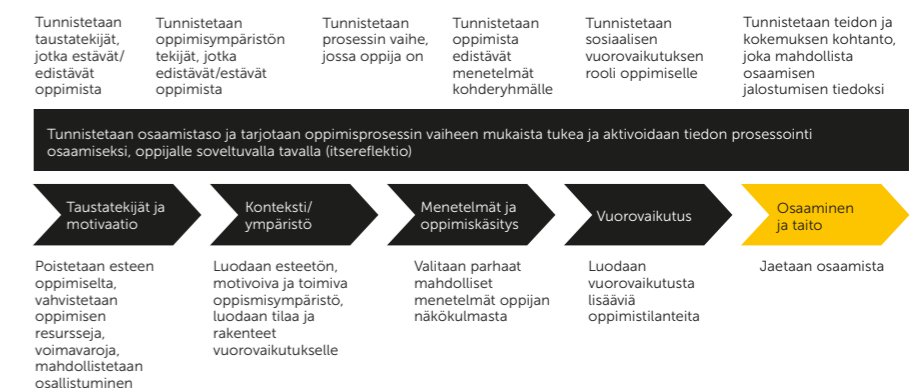 Tunnistetaan
taustatekijät,
jotka estävät/
edistävät
oppimista
Tunnistetaan
oppimisympäristön
tekijät, jotka
edistävät/estävät
oppimista
Tunnistetaan
prosessin vaihe,
jossa oppija on
Tunnistetaan
oppimista
edistävät
menetelmät
kohderyhmälle
Tunnistetaan
sosiaalisen
vuorovaikutuksen
rooli oppimiselle
Tunnistetaan teidon ja
kokemuksen kohtanto,
joka mahdollista
osaamisen
jalostumisen tiedoksi
Tunnistetaan osaamistaso ja tarjotaan oppimisprosessin vaiheen mukaista tukea ja aktivoidaan tiedon prosessointi
osaamiseksi, oppijalle soveltuvalla tavalla (itsereflektio)
Taustatekijät ja
motivaatio
Konteksti/
ympäristö
Menetelmät ja
oppimiskäsitys
Vuorovaikutus
Osaaminen
ja taito
Poistetaan esteen
oppimiselta,
vahvistetaan
oppimisen
resursseja,
voimavaroja,
mahdollistetaan
osallistuminen
Luodaan esteetön,
motivoiva ja toimiva
oppismisympäristö,
luodaan tilaa ja
rakenteet
vuorovaikutukselle
Valitaan parhaat
mahdolliset
menetelmät oppijan
näkökulmasta
Luodaan
vuorovaikutusta
lisääviä
oppimistilanteita
Jaetaan osaamista